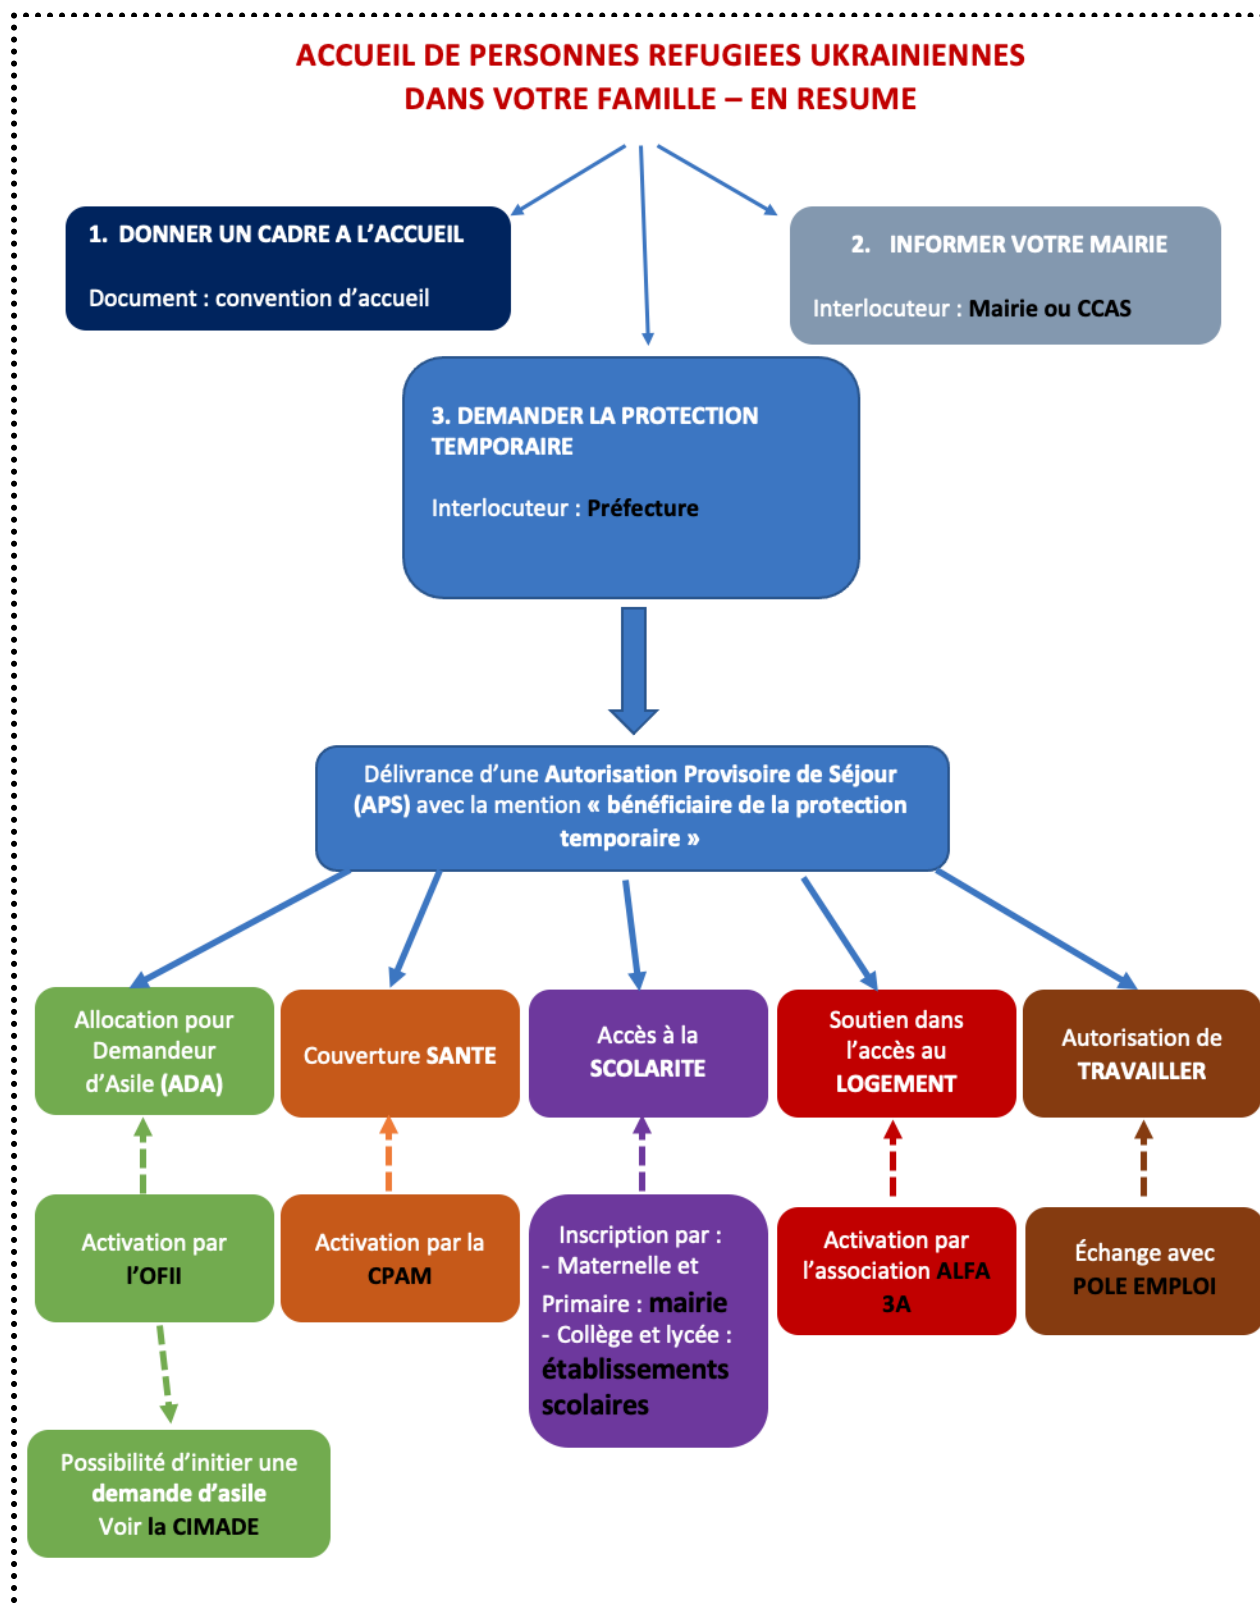 ACCUEIL DE PERSONNES REFUGIEES UKRAINIENNES
DANS VOTRE FAMILLE – EN RESUME
1. DONNER UN CADRE A L’ACCUEIL
Document : convention d’accueil
2. INFORMER VOTRE MAIRIE
Interlocuteur : Mairie ou CCAS
3. DEMANDER LA PROTECTION
TEMPORAIRE
Interlocuteur : Préfecture
Délivrance d’une Autorisation Provisoire de Séjour
(APS) avec la mention « bénéficiaire de la protection
temporaire »
Allocation pour
Demandeur
d’Asile (ADA)
Couverture SANTE
Accès à la
SCOLARITE
Soutien dans
l’accès au
LOGEMENT
Autorisation de
TRAVAILLER
Activation par
l’OFII
Activation par la
CPAM
Inscription par :
- Maternelle et
Primaire : mairie
- Collège et lycée :
établissements
scolaires
Activation par
l’association ALFA
3A
Échange avec
POLE EMPLOI
Possibilité d’initier une
demande d’asile
Voir la CIMADE